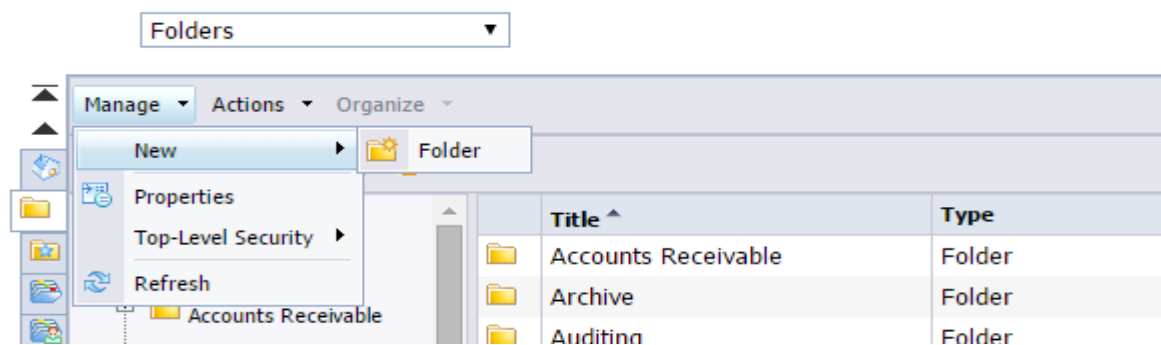 Folders
Manage Actions Organize
New Folder
Properties
Top-Level Security
Refresh
Accounts Receivable
Title Type
Accounts Receivable Folder
Archive Folder
Auditing Folder